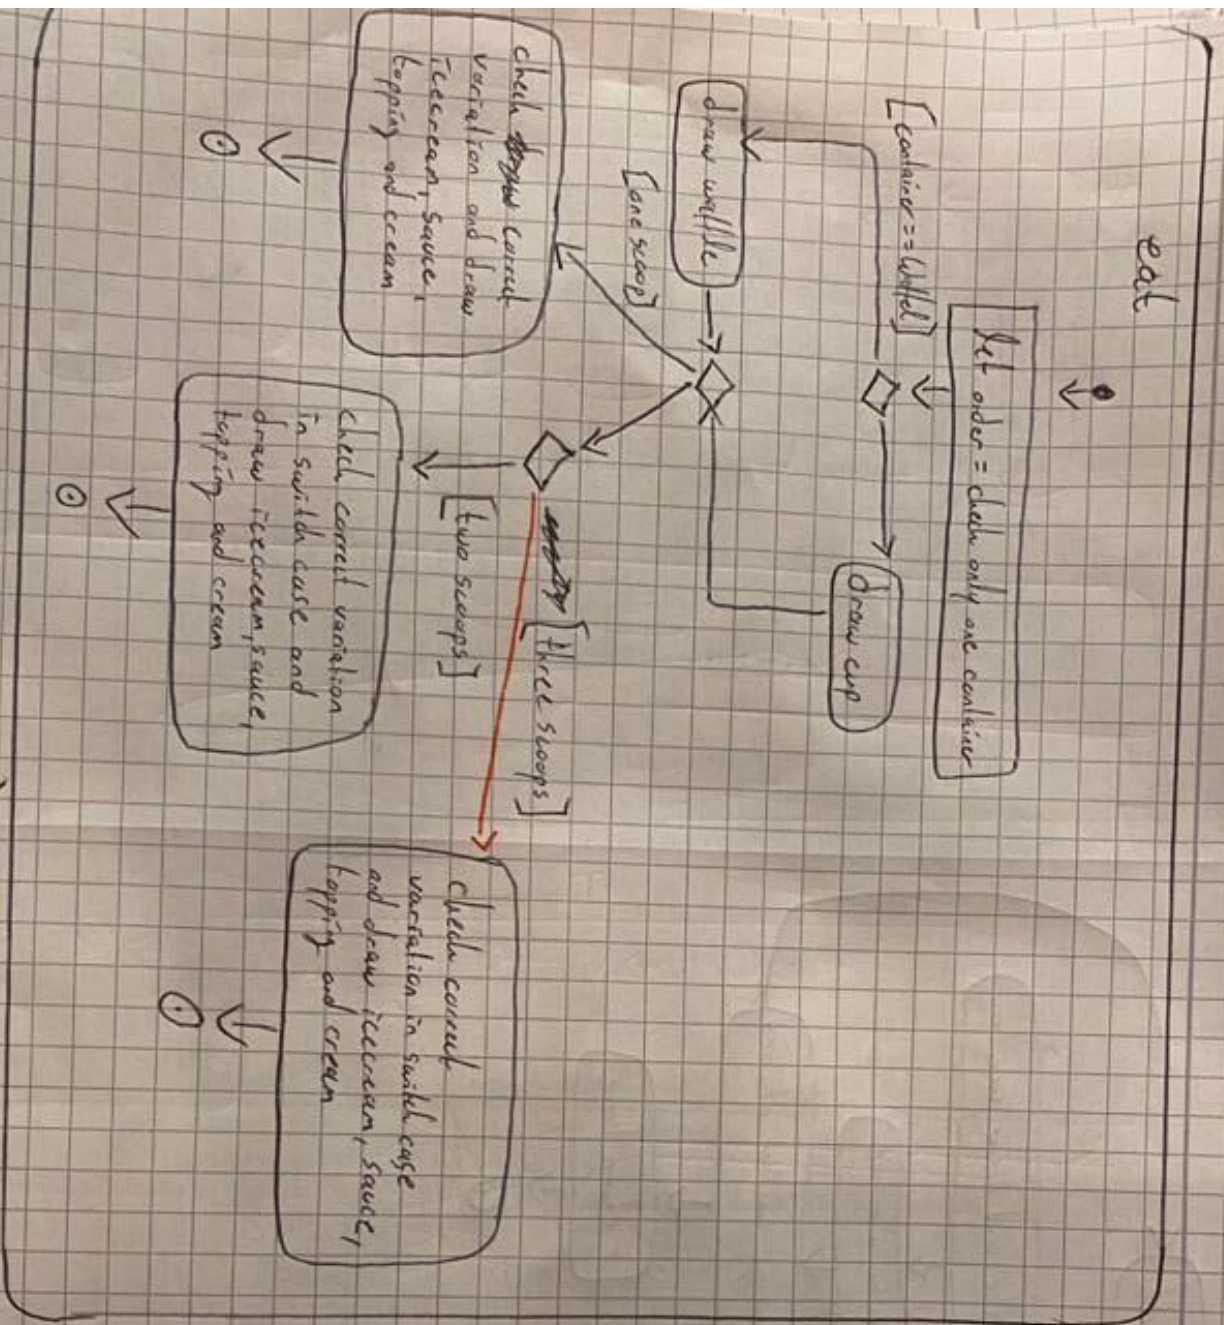 eat
let order = check only one container
[container == Waffel]
draw cup
draw waffle
[one scoop]
[three scoops]
[two scoops]
check correct
variation and draw
icecream, sauce,
topping and cream
check correct variation
in switch case and
draw icecream, sauce,
topping and cream
check correct
variation in switch case
and draw icecream, sauce,
topping and cream